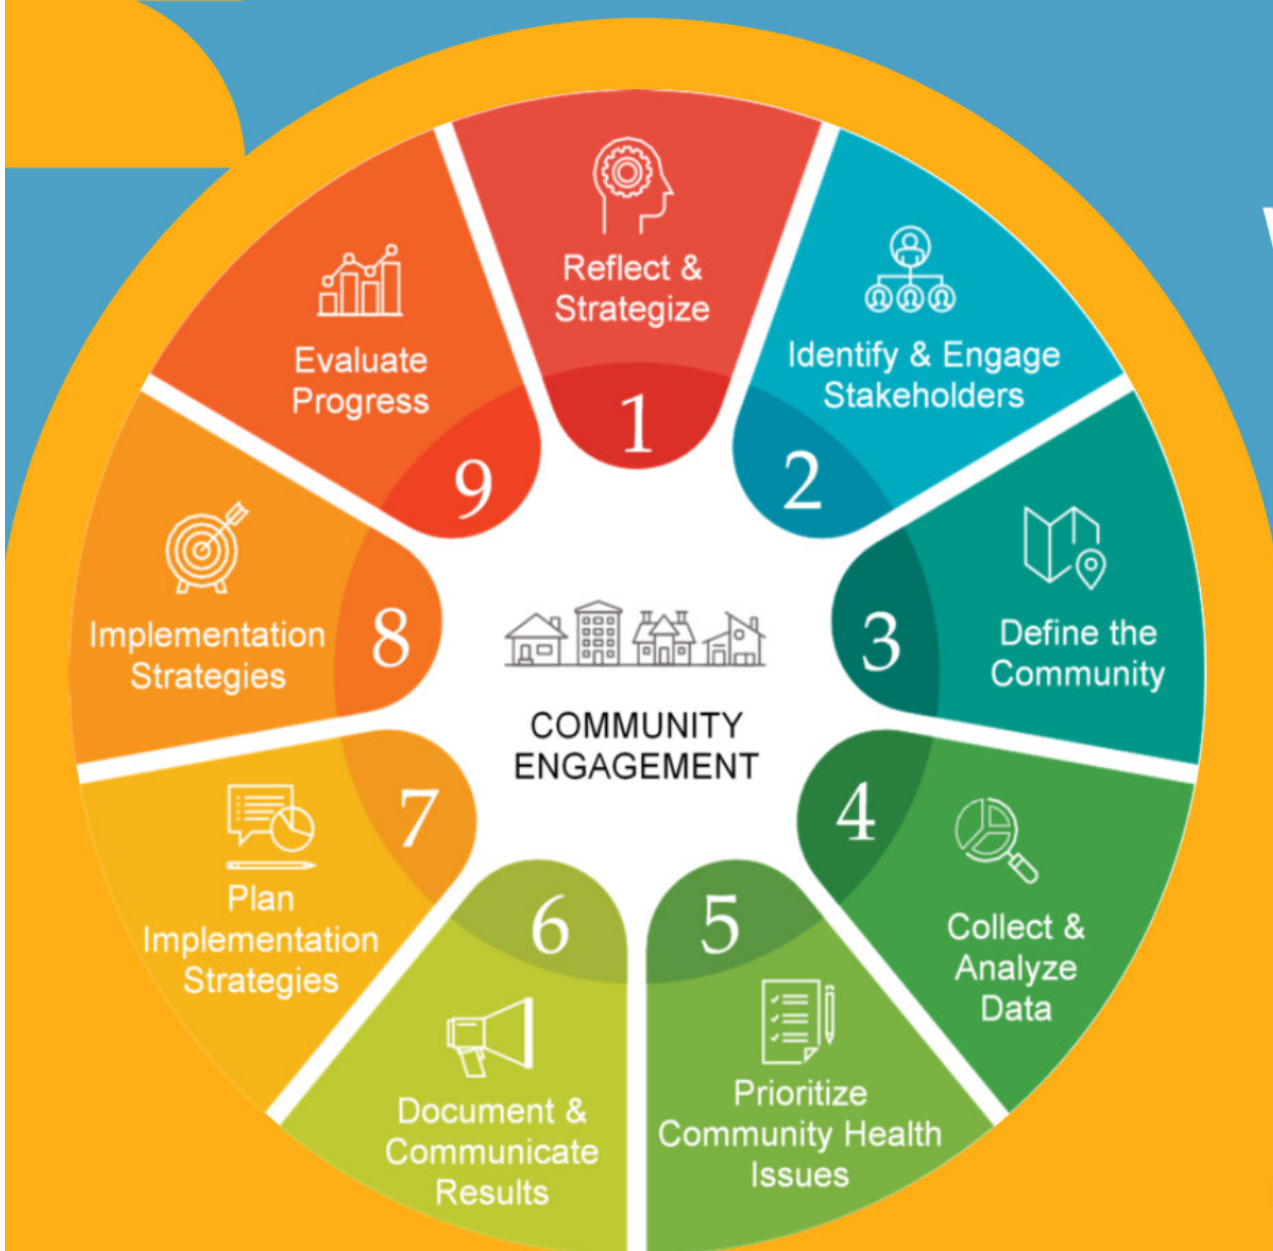 Reflect &
Strategize
1
Identify & Engage
Stakeholders
2
Define the
Community
3
Collect &
Analyze
Data
4
Prioritize
Community Health
Issues
5
Document &
Communicate
Results
6
Plan
Implementation
Strategies
7
Implementation
Strategies
8
Evaluate
Progress
9
COMMUNITY
ENGAGEMENT